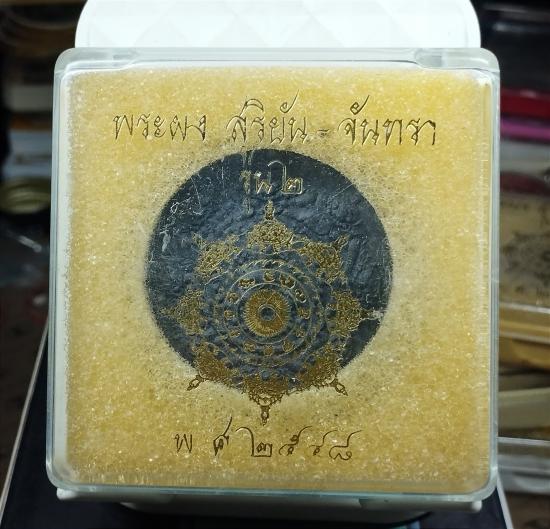 พระผง สุริยัน - จันทรา
รุ่น ๒
พ ศ ๒๕๔๘